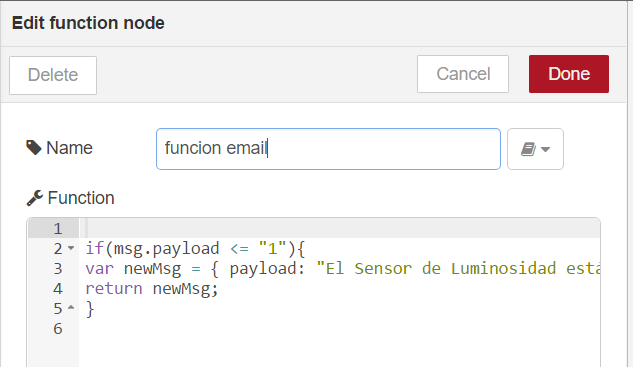 Edit function node
Delete
Cancel
Done
Name
funcion email
Function
1
2 if(msg.payload <= "1"){
3 var newMsg = { payload: "El Sensor de Luminosidad está
4 return newMsg;
5 }
6